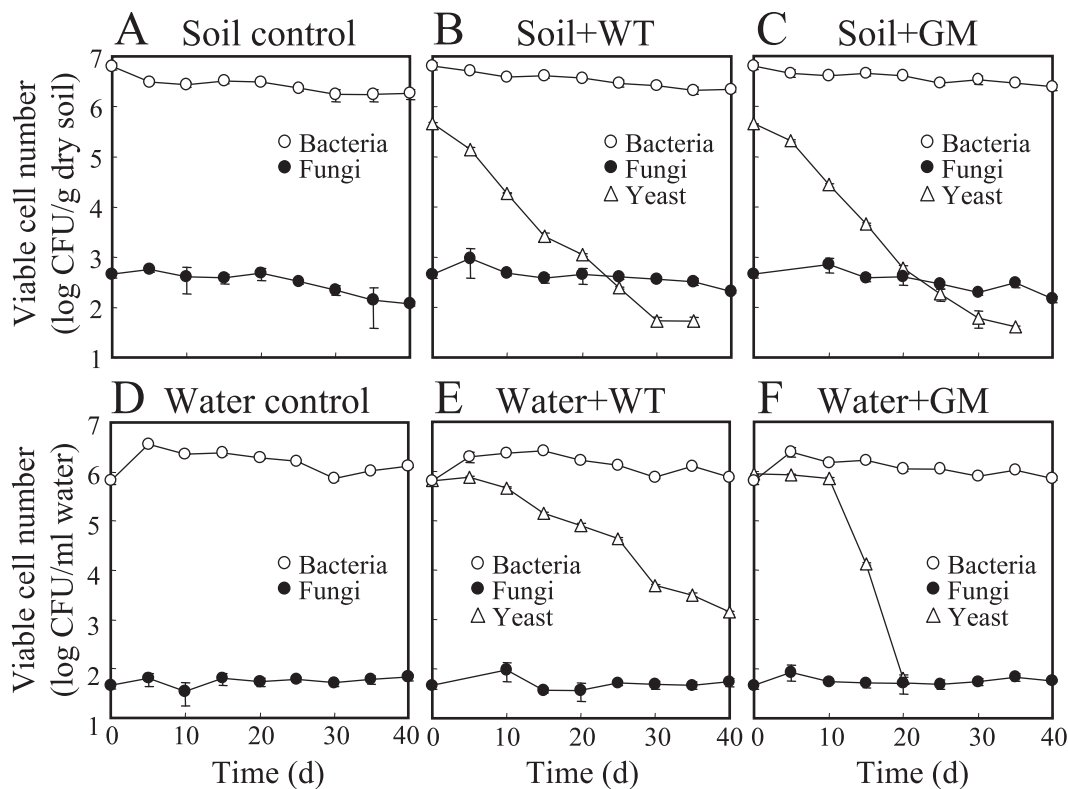 A Soil control
B Soil+WT
C Soil+GM
Viable cell number
(log CFU/g dry soil)
7
6
5
4
3
2
1
Bacteria
Fungi
Bacteria
Fungi
Yeast
Bacteria
Fungi
Yeast
D Water control
E Water+WT
F Water+GM
Viable cell number
(log CFU/ml water)
7
6
5
4
3
2
1
Bacteria
Fungi
Bacteria
Fungi
Yeast
Bacteria
Fungi
Yeast
0 10 20 30 40
0 10 20 30 40
0 10 20 30 40
Time (d)
Time (d)
Time (d)